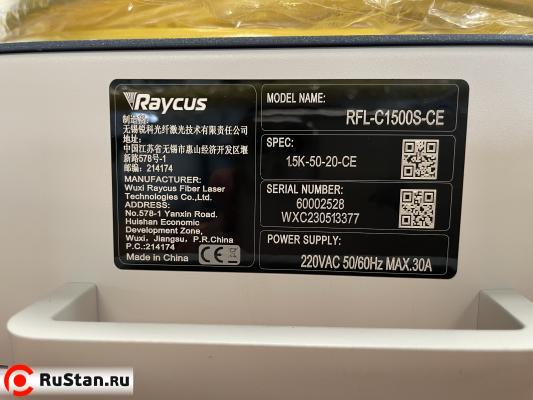 Raycus
制造商:
无锡锐科光纤激光技术有限责任公司
地址:
中国江苏省无锡市惠山经济开发区堰
新路578号-1
邮编: 214174
MANUFACTURER:
Wuxi Raycus Fiber Laser
Technologies Co.,Ltd.
ADDRESS:
No.578-1 Yanxin Road.
Huishan Economic
Development Zone,
Wuxi, Jiangsu, P.R.China
P.C.:214174
Made in China
CE
MODEL NAME:
RFL-C1500S-CE
SPEC:
1.5K-50-20-CE
SERIAL NUMBER:
60002528
WXC230513377
POWER SUPPLY:
220VAC 50/60Hz MAX.30A
RuStan.ru